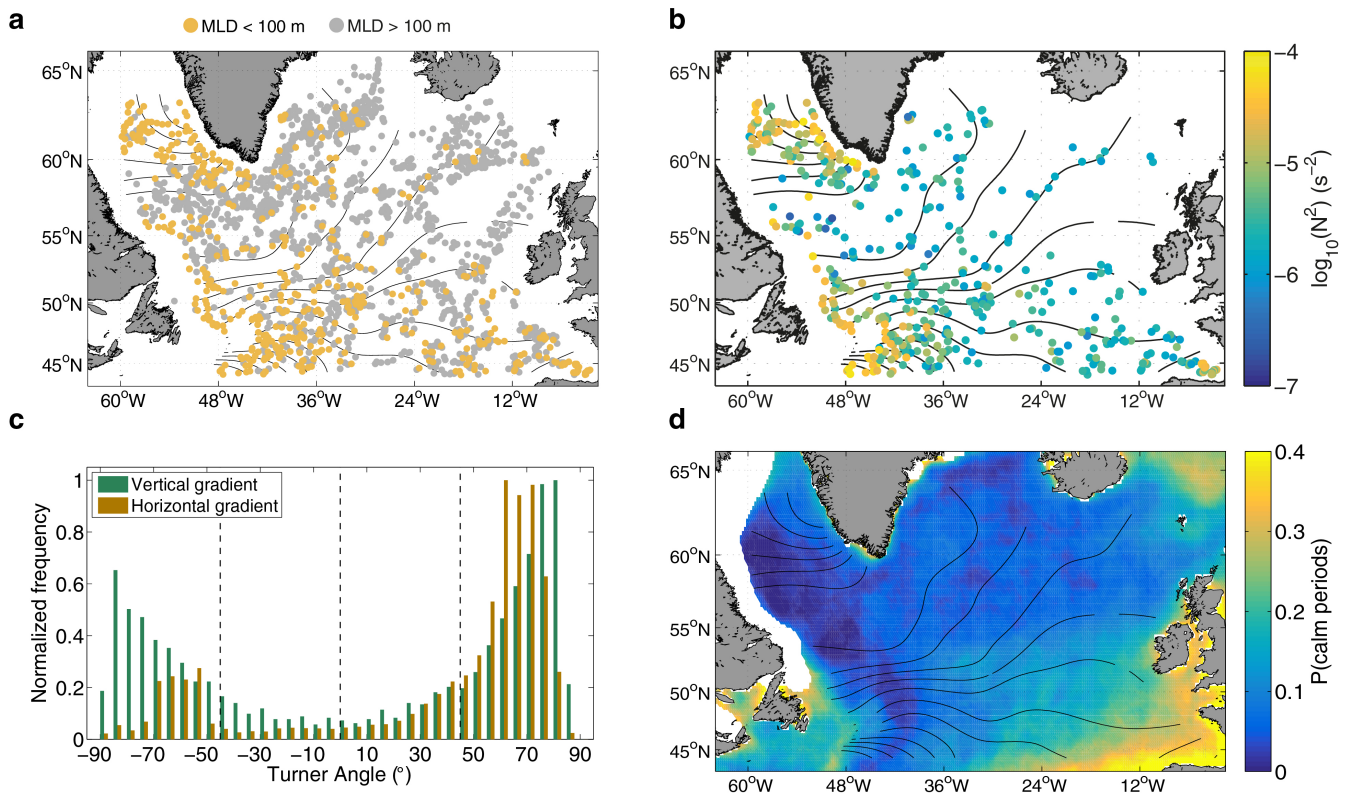 a
MLD < 100 m
MLD > 100 m
65°N
60°N
55°N
50°N
45°N
60°W
48°W
36°W
24°W
12°W
b
65°N
60°N
55°N
50°N
45°N
60°W
48°W
36°W
24°W
12°W
−4
−5
−6
−7
log₁₀(N²) (s⁻²)
c
Vertical gradient
Horizontal gradient
1
0.8
0.6
0.4
0.2
0
Normalized frequency
−90 −70 −50 −30 −10 10 30 50 70 90
Turner Angle (°)
d
65°N
60°N
55°N
50°N
45°N
60°W
48°W
36°W
24°W
12°W
0.4
0.3
0.2
0.1
0
P(calm periods)